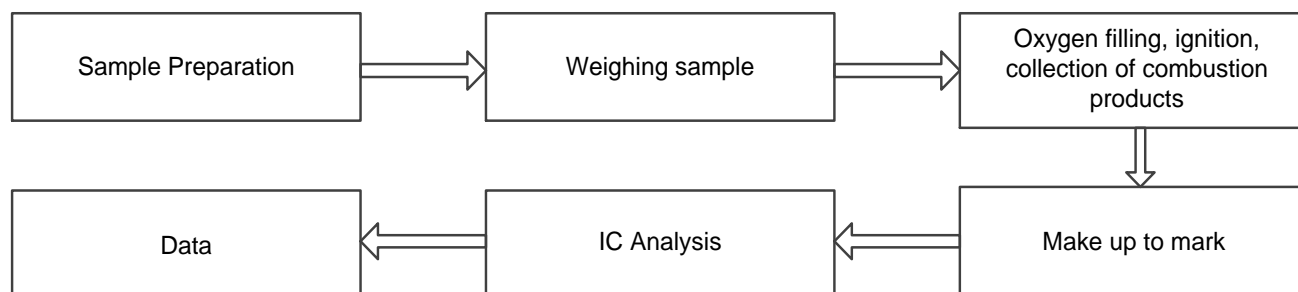 Sample Preparation
Weighing sample
Oxygen filling, ignition,
collection of combustion
products
Make up to mark
IC Analysis
Data